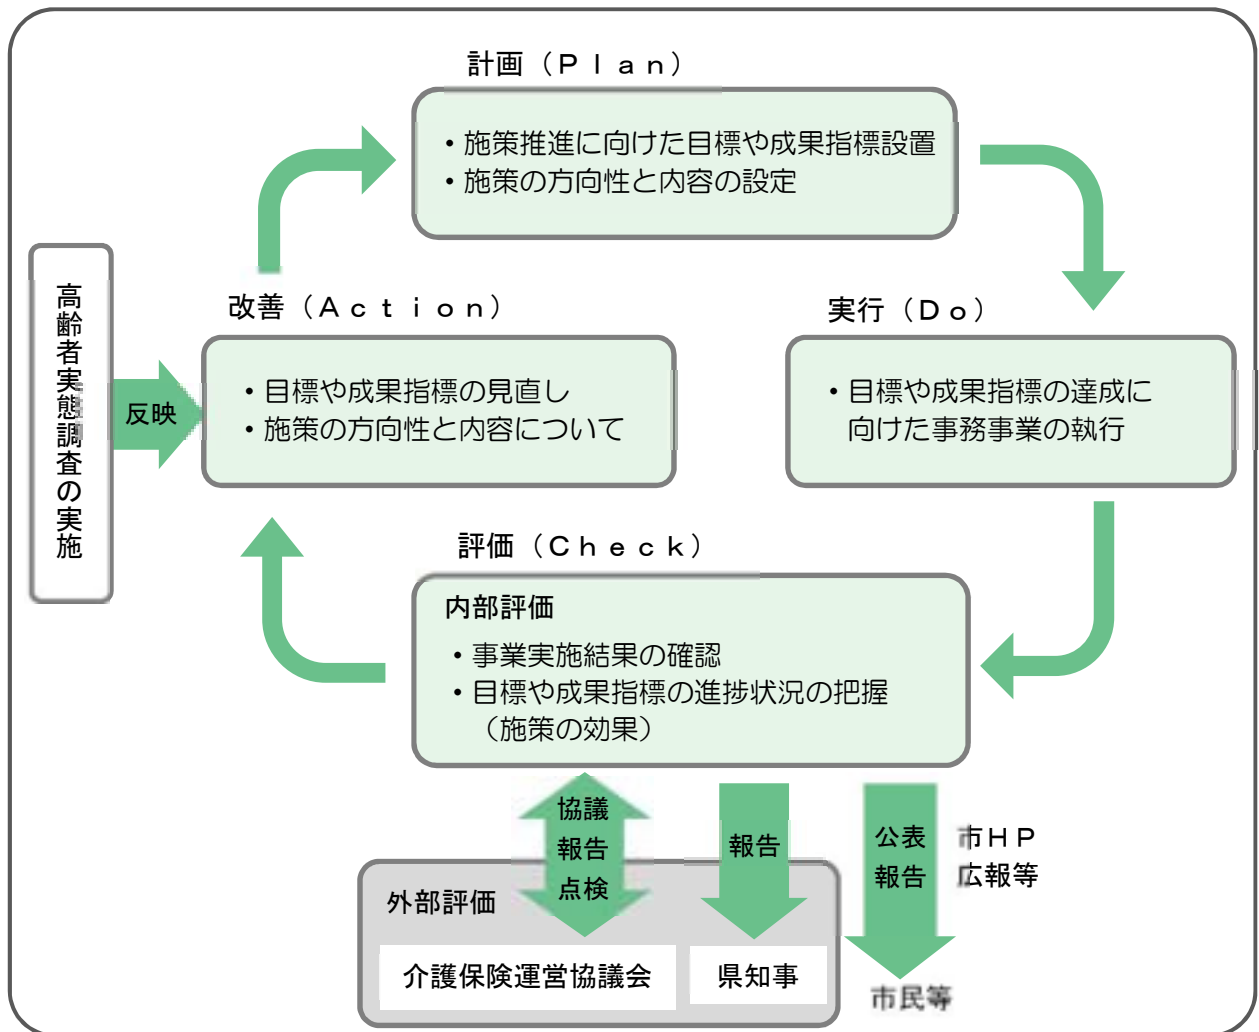 計画（Ｐｌａｎ）
・施策推進に向けた目標や成果指標設置
・施策の方向性と内容の設定
高齢者実態調査の実施
反映
改善（Ａｃｔｉｏｎ）
・目標や成果指標の見直し
・施策の方向性と内容について
実行（Ｄｏ）
・目標や成果指標の達成に
向けた事務事業の執行
評価（Ｃｈｅｃｋ）
内部評価
・事業実施結果の確認
・目標や成果指標の進捗状況の把握
（施策の効果）
協議
報告
点検
報告
公表
報告
市ＨＰ
広報等
外部評価
介護保険運営協議会
県知事
市民等